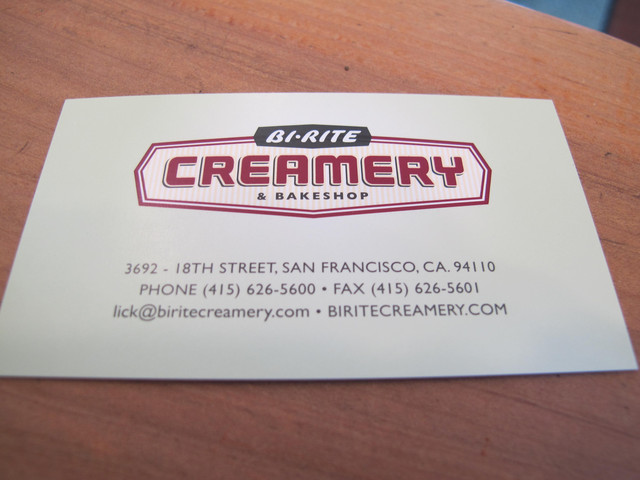 BI-RITE
CREAMERY
& BAKESHOP
3692 - 18TH STREET, SAN FRANCISCO, CA. 94110
PHONE (415) 626-5600 • FAX (415) 626-5601
lick@biritecreamery.com • BIRITECREAMERY.COM